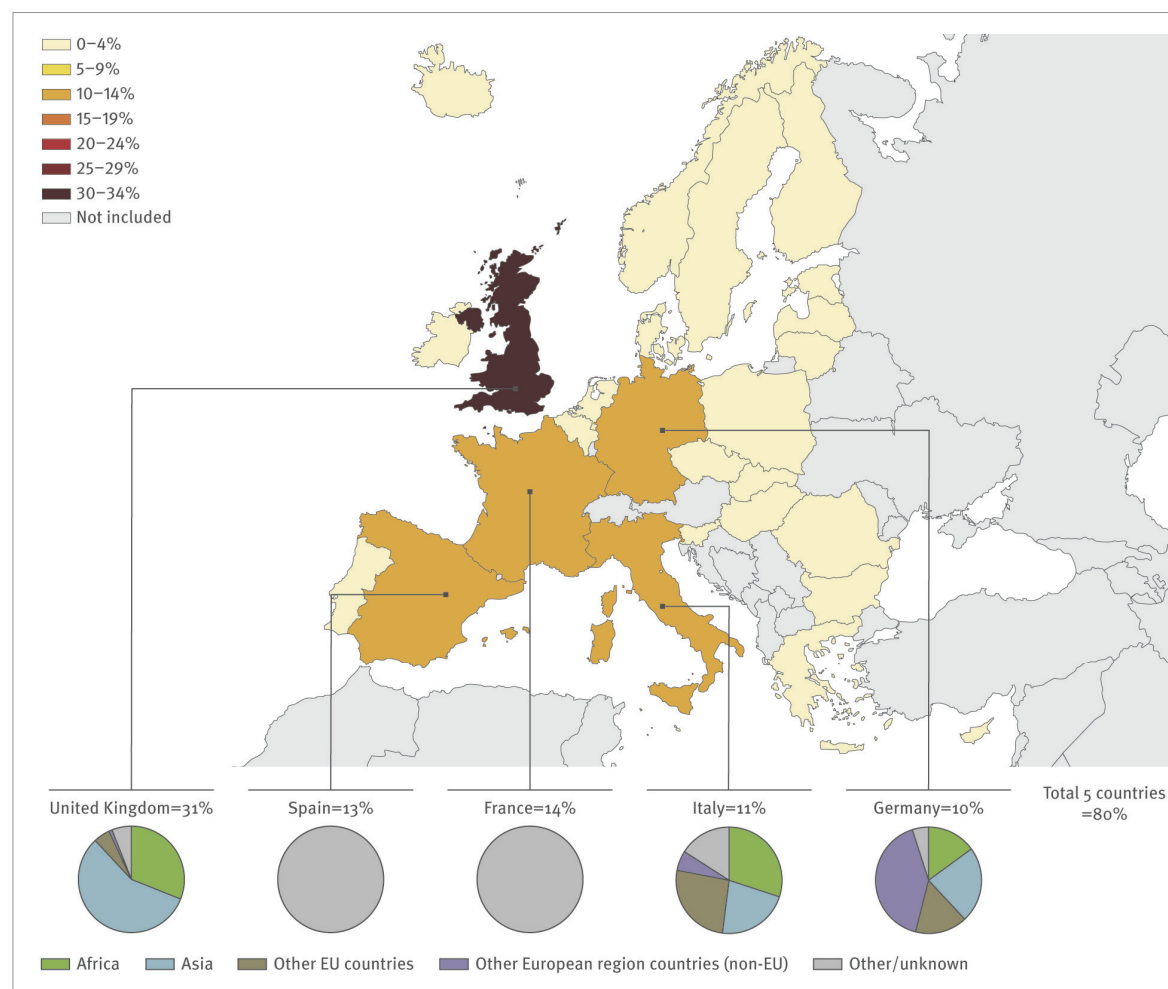 0–4%
5–9%
10–14%
15–19%
20–24%
25–29%
30–34%
Not included
United Kingdom=31%
Spain=13%
France=14%
Italy=11%
Germany=10%
Total 5 countries
=80%
Africa
Asia
Other EU countries
Other European region countries (non-EU)
Other/unknown